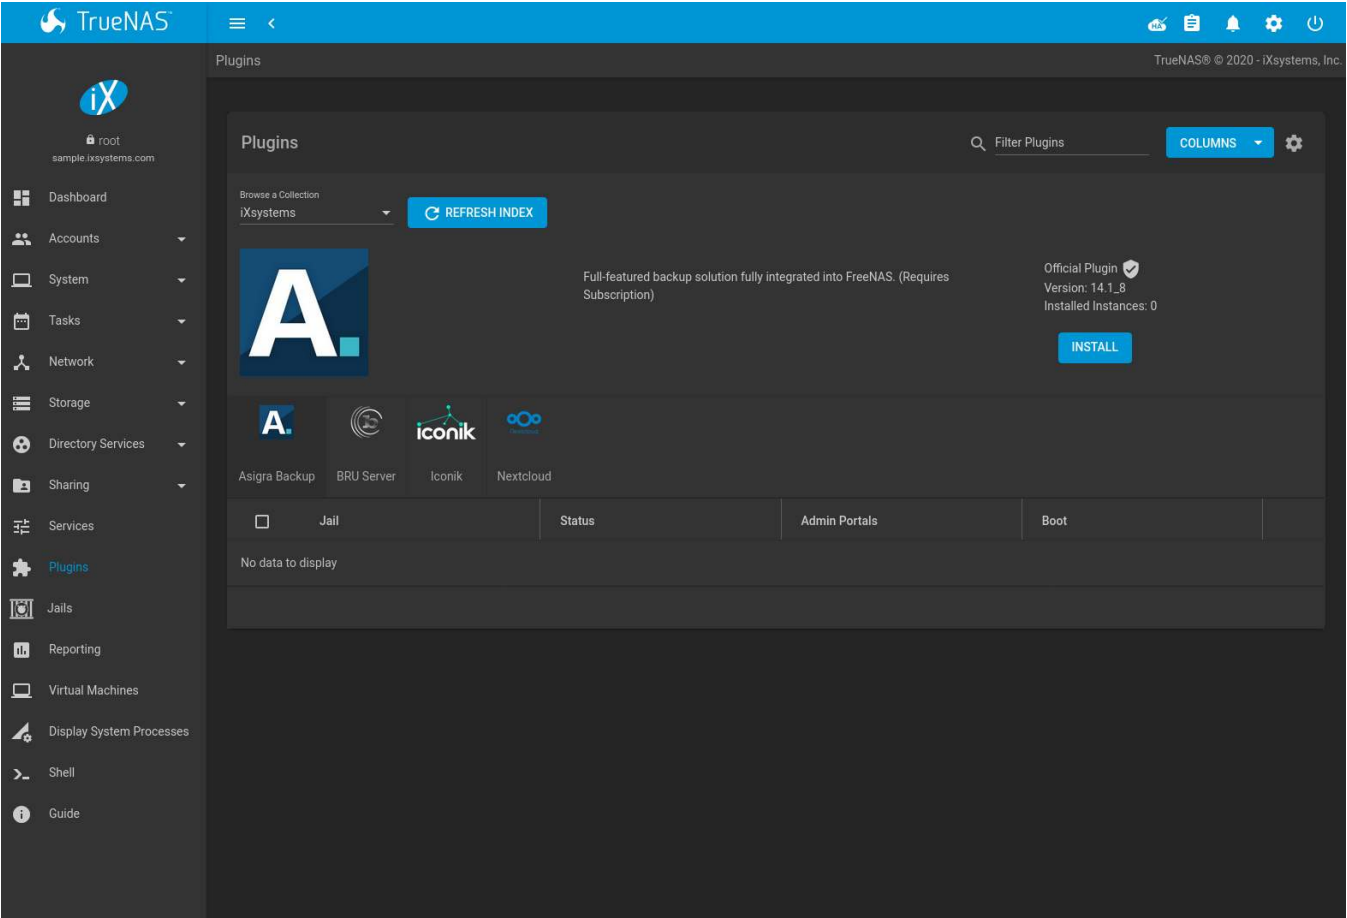 TrueNAS™
HA
Plugins
TrueNAS® © 2020 - iXsystems, Inc.
iX
root
sample.ixsystems.com
Dashboard
Accounts
System
Tasks
Network
Storage
Directory Services
Sharing
Services
Plugins
Jails
Reporting
Virtual Machines
Display System Processes
Shell
Guide
Plugins
Filter Plugins
COLUMNS
Browse a Collection
iXsystems
REFRESH INDEX
A.
Full-featured backup solution fully integrated into FreeNAS. (Requires
Subscription)
Official Plugin
Version: 14.1_8
Installed Instances: 0
INSTALL
A.
iconik
Asigra Backup
BRU Server
Iconik
Nextcloud
Jail
Status
Admin Portals
Boot
No data to display